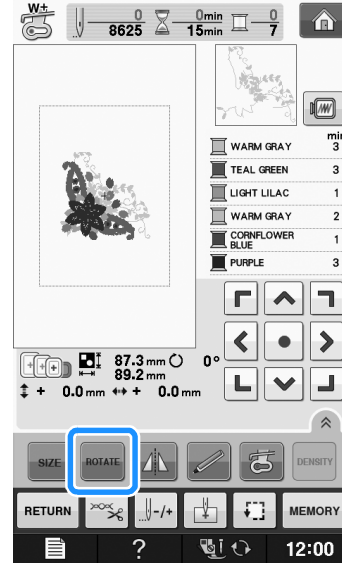 W+
0 0min 0
8625 15min 7
min
WARM GRAY 3
TEAL GREEN 3
LIGHT LILAC 1
WARM GRAY 2
CORNFLOWER
BLUE 1
PURPLE 3
87.3 mm 0°
89.2 mm
+ 0.0 mm + 0.0 mm
SIZE ROTATE DENSITY
RETURN -/+ MEMORY
? 12:00